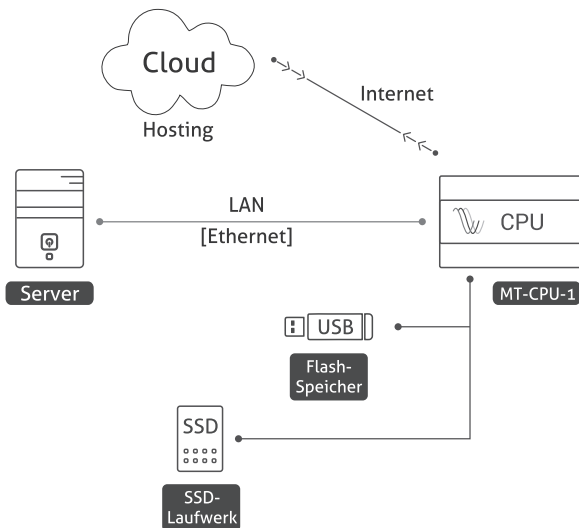 Cloud
Hosting
Internet
LAN
[Ethernet]
Server
CPU
MT-CPU-1
USB
Flash-
Speicher
SSD
SSD-
Laufwerk